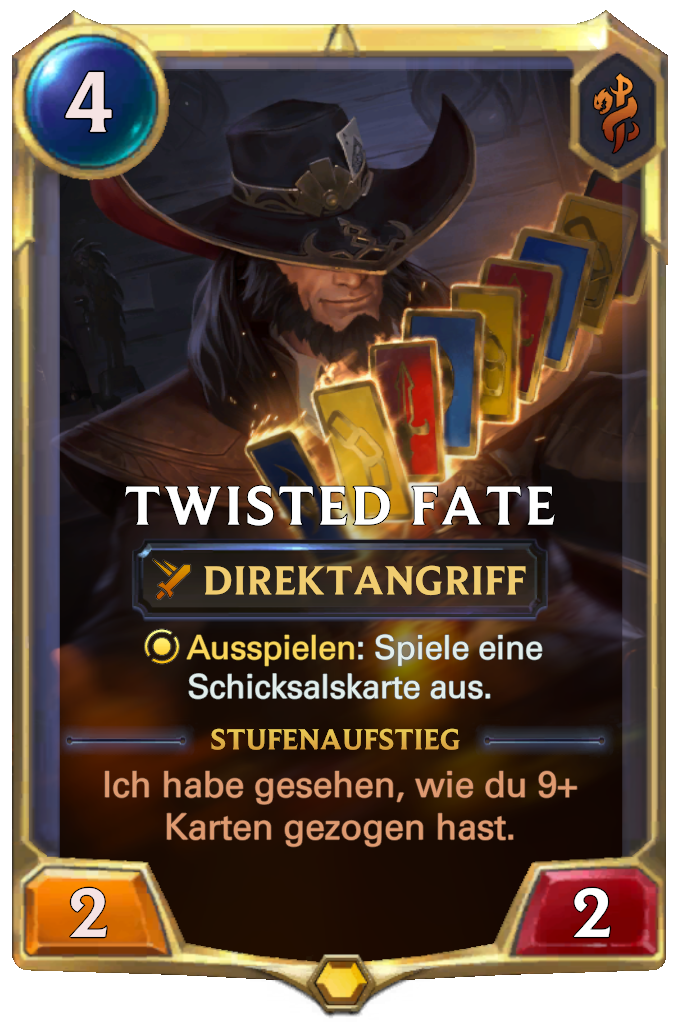 4
TWISTED FATE
DIREKTANGRIFF
Ausspielen: Spiele eine
Schicksalskarte aus.
STUFENAUFSTIEG
Ich habe gesehen, wie du 9+
Karten gezogen hast.
2
2